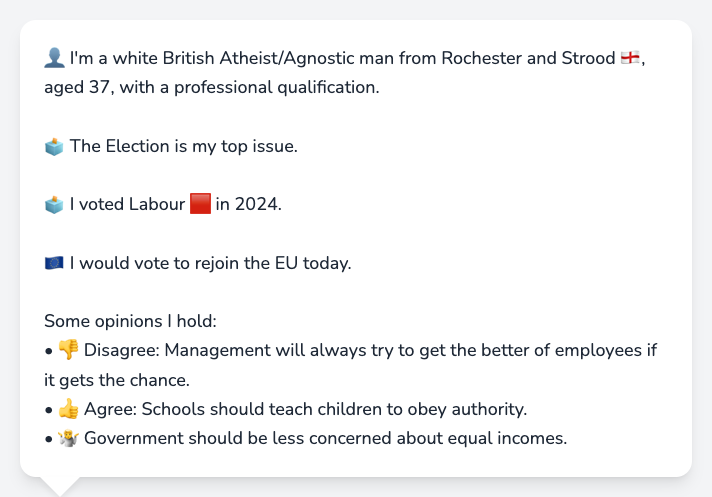 👤 I'm a white British Atheist/Agnostic man from Rochester and Strood 🏴󠁧󠁢󠁥󠁮󠁧󠁿,
aged 37, with a professional qualification.
🗳️ The Election is my top issue.
🗳️ I voted Labour 🟥 in 2024.
🇪🇺 I would vote to rejoin the EU today.
Some opinions I hold:
• 👎 Disagree: Management will always try to get the better of employees if
it gets the chance.
• 👍 Agree: Schools should teach children to obey authority.
• 🤷 Government should be less concerned about equal incomes.